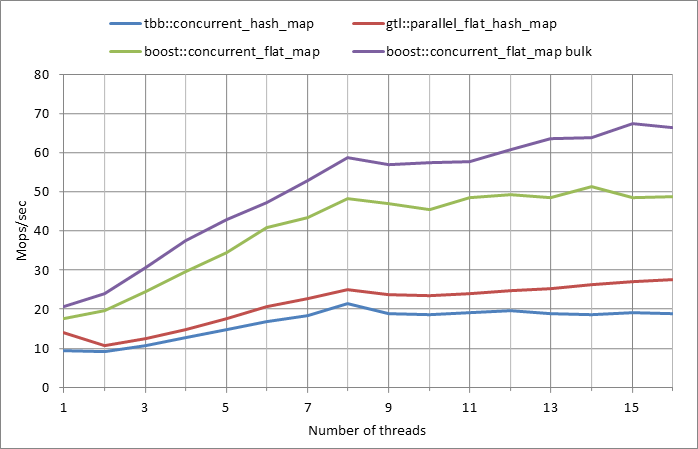 tbb::concurrent_hash_map gtl::parallel_flat_hash_map
boost::concurrent_flat_map boost::concurrent_flat_map bulk
80
70
60
50
40
30
20
10
0
Mops/sec
1 3 5 7 9 11 13 15
Number of threads